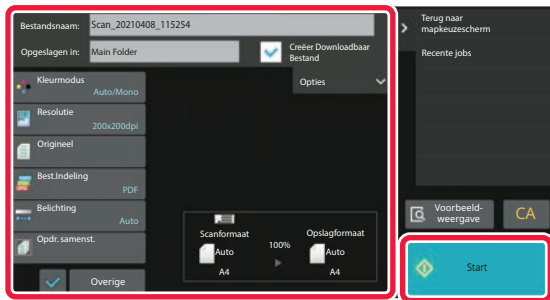 Bestandsnaam:
Scan_20210408_115254
Opgeslagen in:
Main Folder
Creëer Downloadbaar
Bestand
Opties
Kleurmodus
Auto/Mono
Resolutie
200x200dpi
Origineel
Best.Indeling
PDF
Belichting
Auto
Opdr. samenst.
Overige
Scanformaat
Auto
A4
100%
Opslagformaat
Auto
A4
Terug naar
mapkeuzescherm
Recente jobs
Voorbeeld-
weergave
CA
Start